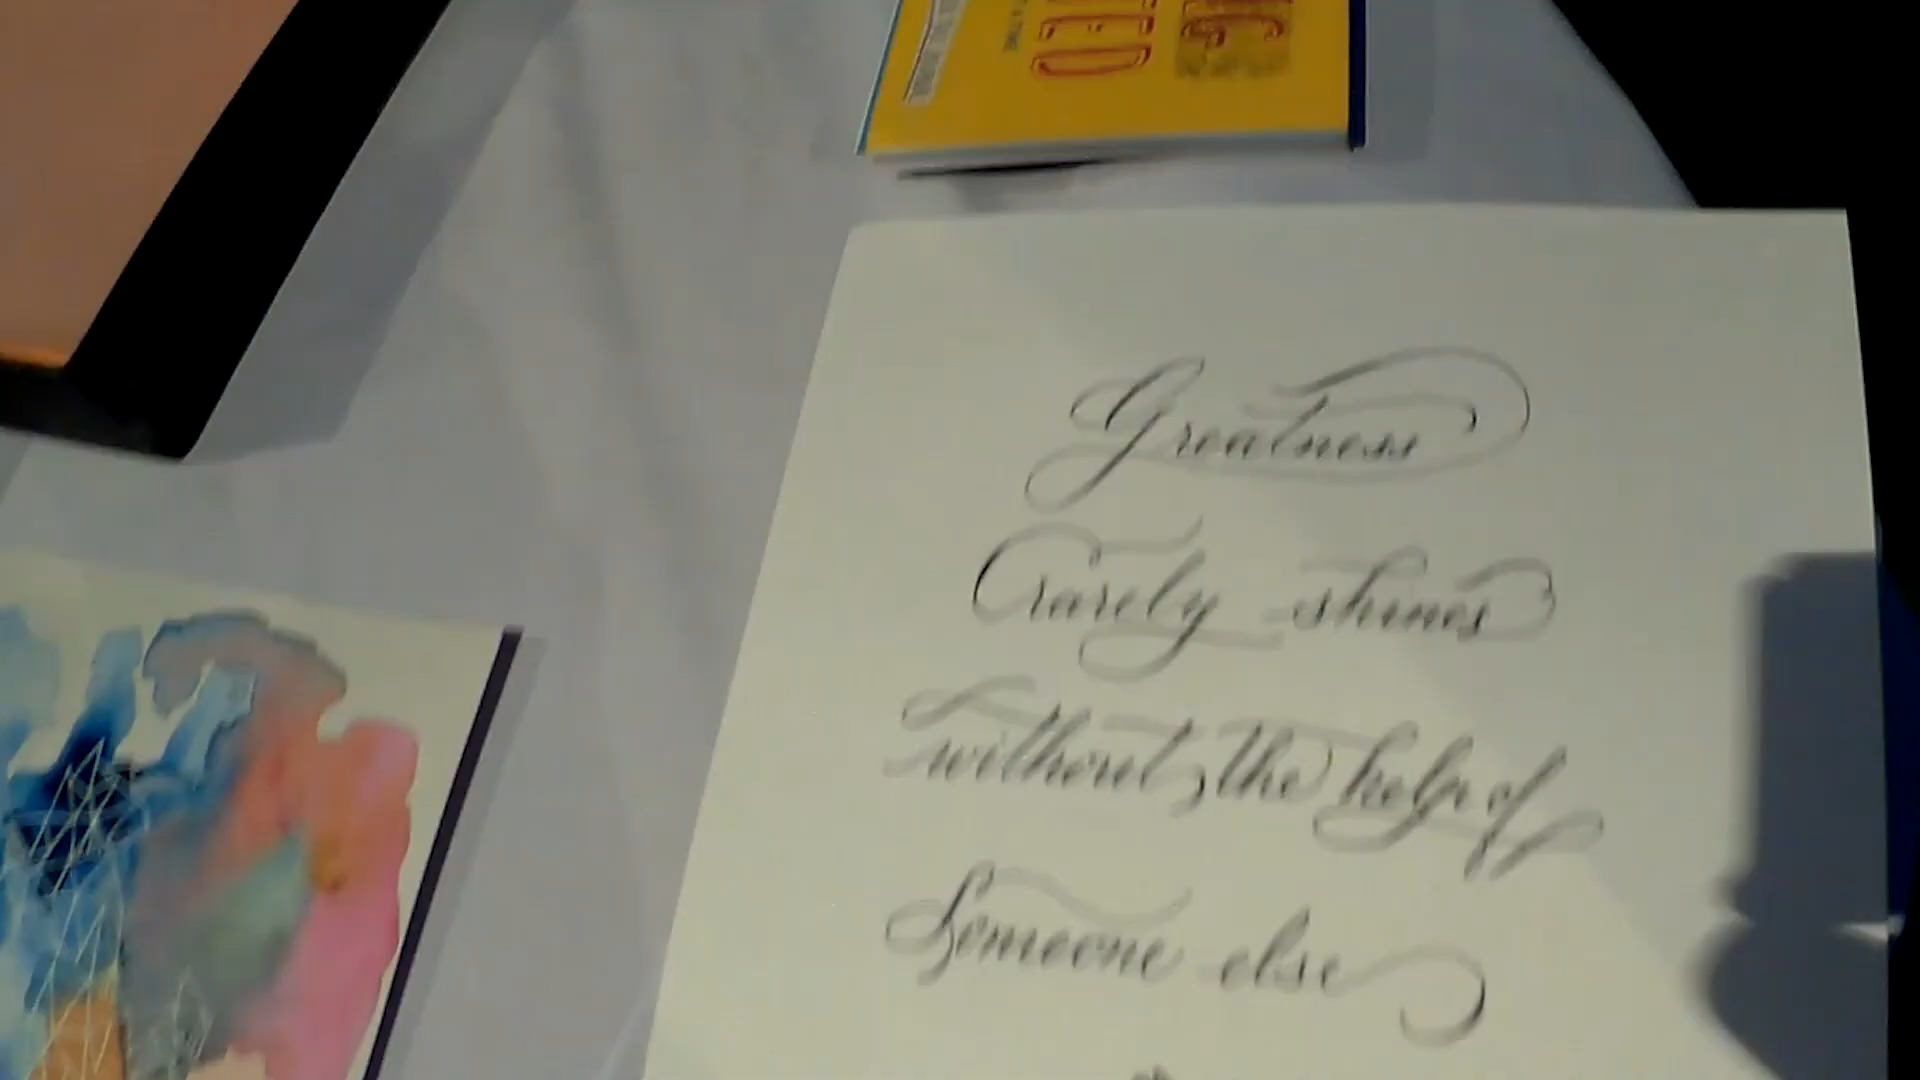 Greatness
rarely shines
without the help of
Someone else